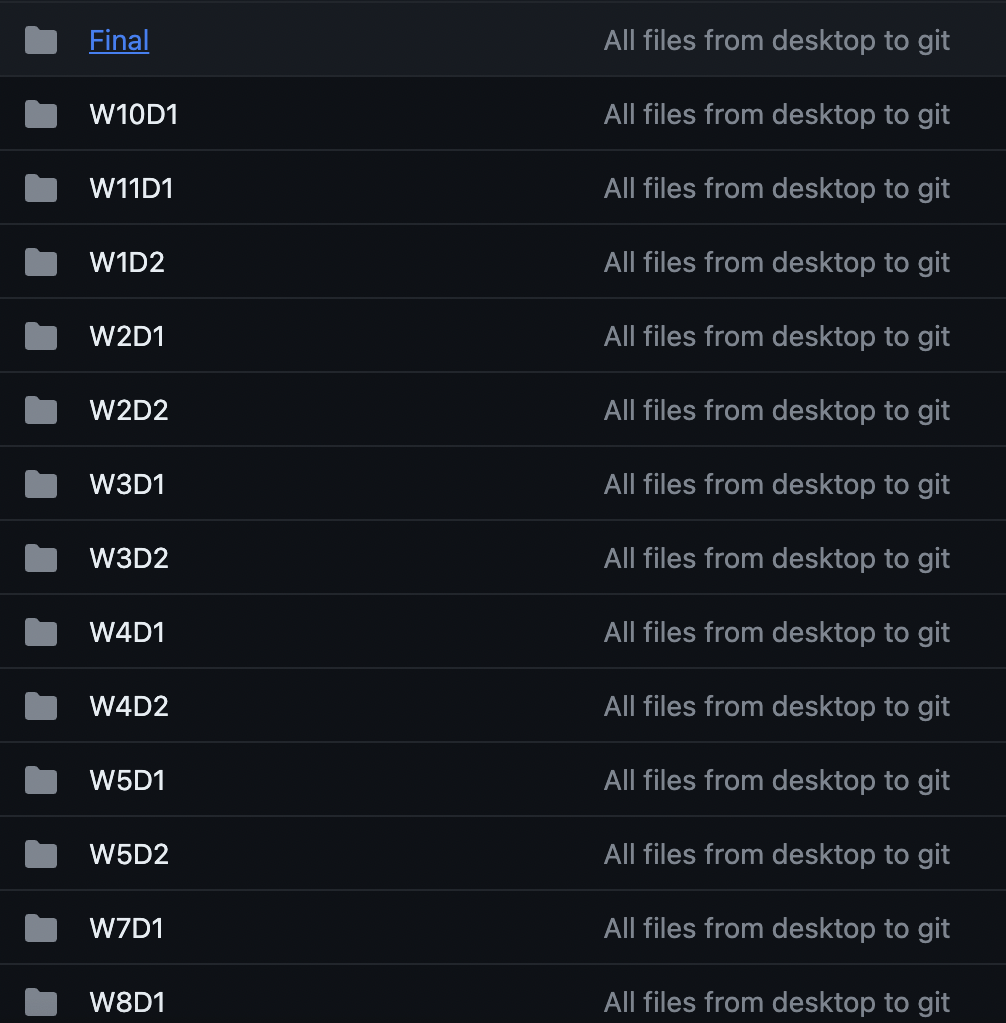 Final All files from desktop to git
W10D1 All files from desktop to git
W11D1 All files from desktop to git
W1D2 All files from desktop to git
W2D1 All files from desktop to git
W2D2 All files from desktop to git
W3D1 All files from desktop to git
W3D2 All files from desktop to git
W4D1 All files from desktop to git
W4D2 All files from desktop to git
W5D1 All files from desktop to git
W5D2 All files from desktop to git
W7D1 All files from desktop to git
W8D1 All files from desktop to git